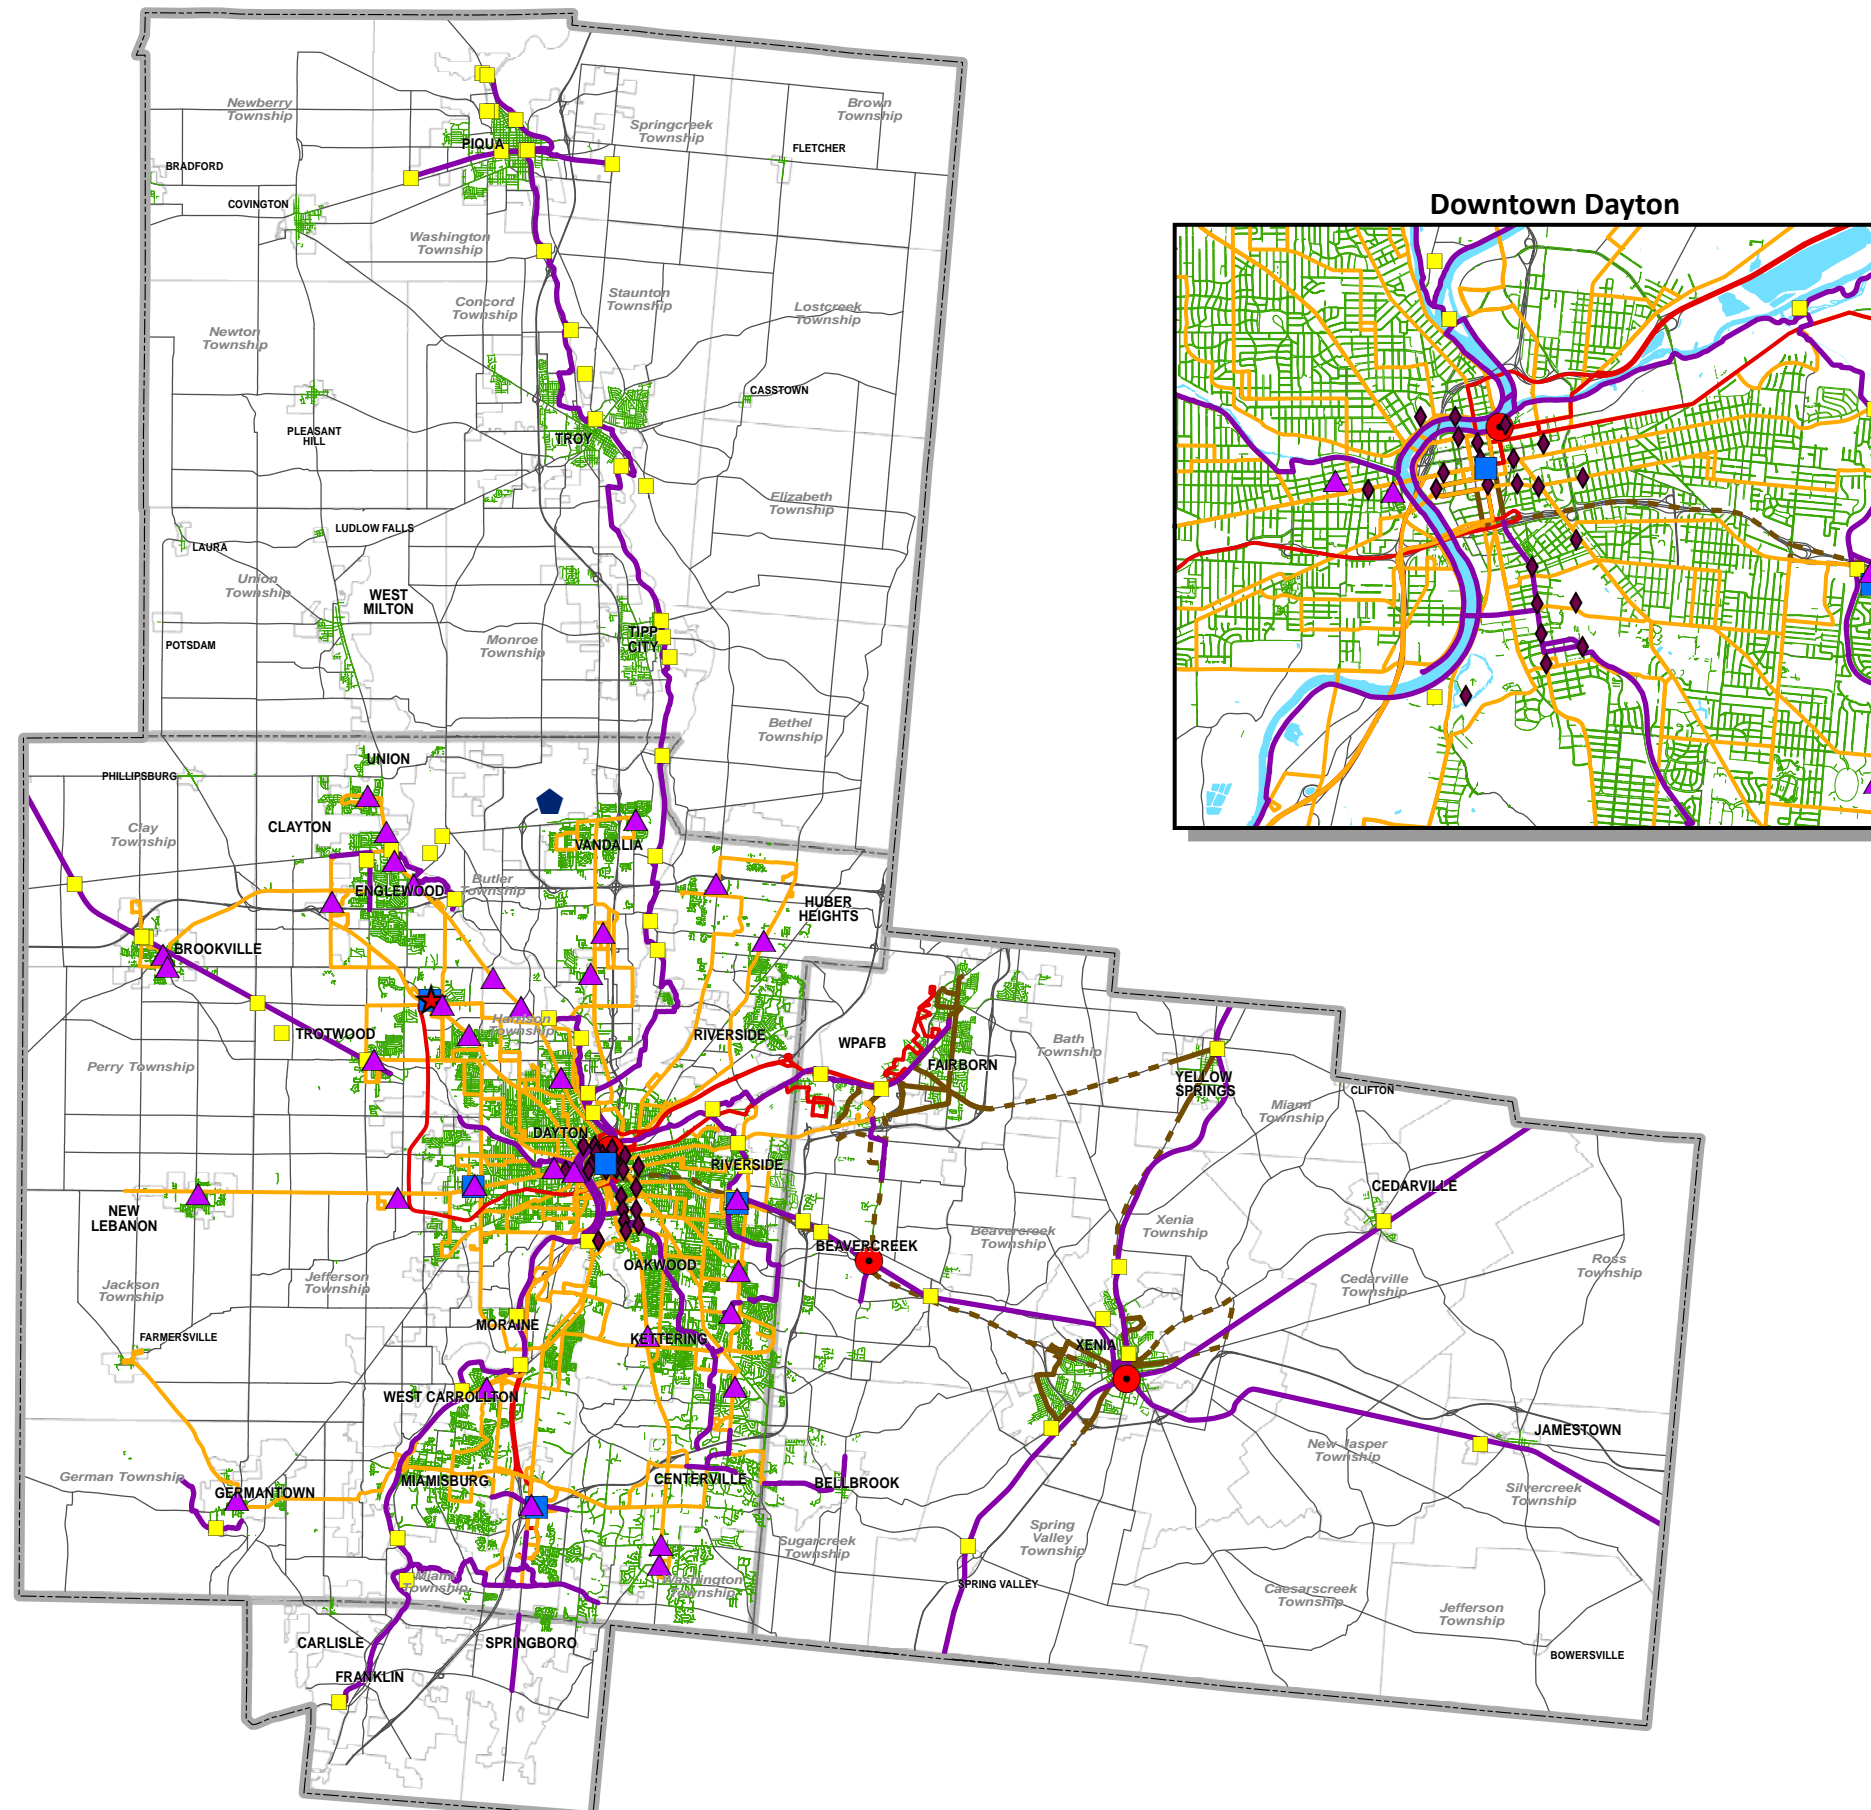 Newberry
Township
Brown
Township
Springcreek
Township
PIQUA
FLETCHER
BRADFORD
COVINGTON
Downtown Dayton
Washington
Township
Concord
Township
Staunton
Township
Lostcreek
Township
Newton
Township
CASSTOWN
PLEASANT
HILL
TROY
Elizabeth
Township
LUDLOW FALLS
LAURA
Union
Township
WEST
MILTON
Monroe
Township
TIPP
CITY
POTSDAM
Bethel
Township
UNION
PHILLIPSBURG
Clay
Township
CLAYTON
VANDALIA
ENGLEWOOD
Butler
Township
HUBER
HEIGHTS
BROOKVILLE
TROTWOOD
Harrison
Township
RIVERSIDE
WPAFB
Bath
Township
FAIRBORN
Perry Township
YELLOW
SPRINGS
CLIFTON
Miami
Township
DAYTON
RIVERSIDE
CEDARVILLE
NEW
LEBANON
Xenia
Township
Beavercreek
Township
BEAVERCREEK
OAKWOOD
Ross
Township
Jackson
Township
Jefferson
Township
Cedarville
Township
MORAINE
FARMERSVILLE
KETTERING
XENIA
WEST CARROLLTON
JAMESTOWN
New Jasper
Township
German Township
MIAMISBURG
CENTERVILLE
BELLBROOK
GERMANTOWN
Silvercreek
Township
Spring
Valley
Township
Sugarcreek
Township
Miami
Township
Washington
Township
SPRING VALLEY
Caesarscreek
Township
Jefferson
Township
CARLISLE
SPRINGBORO
BOWERSVILLE
FRANKLIN